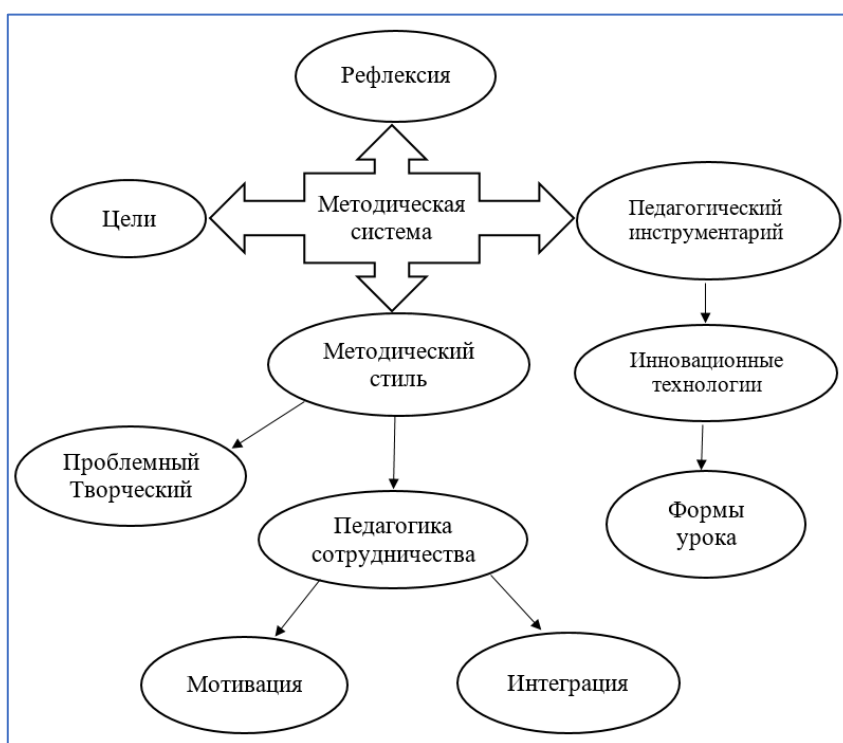 Рефлексия
Цели
Методическая
система
Педагогический
инструментарий
Методический
стиль
Инновационные
технологии
Проблемный
Творческий
Педагогика
сотрудничества
Формы
урока
Мотивация
Интеграция